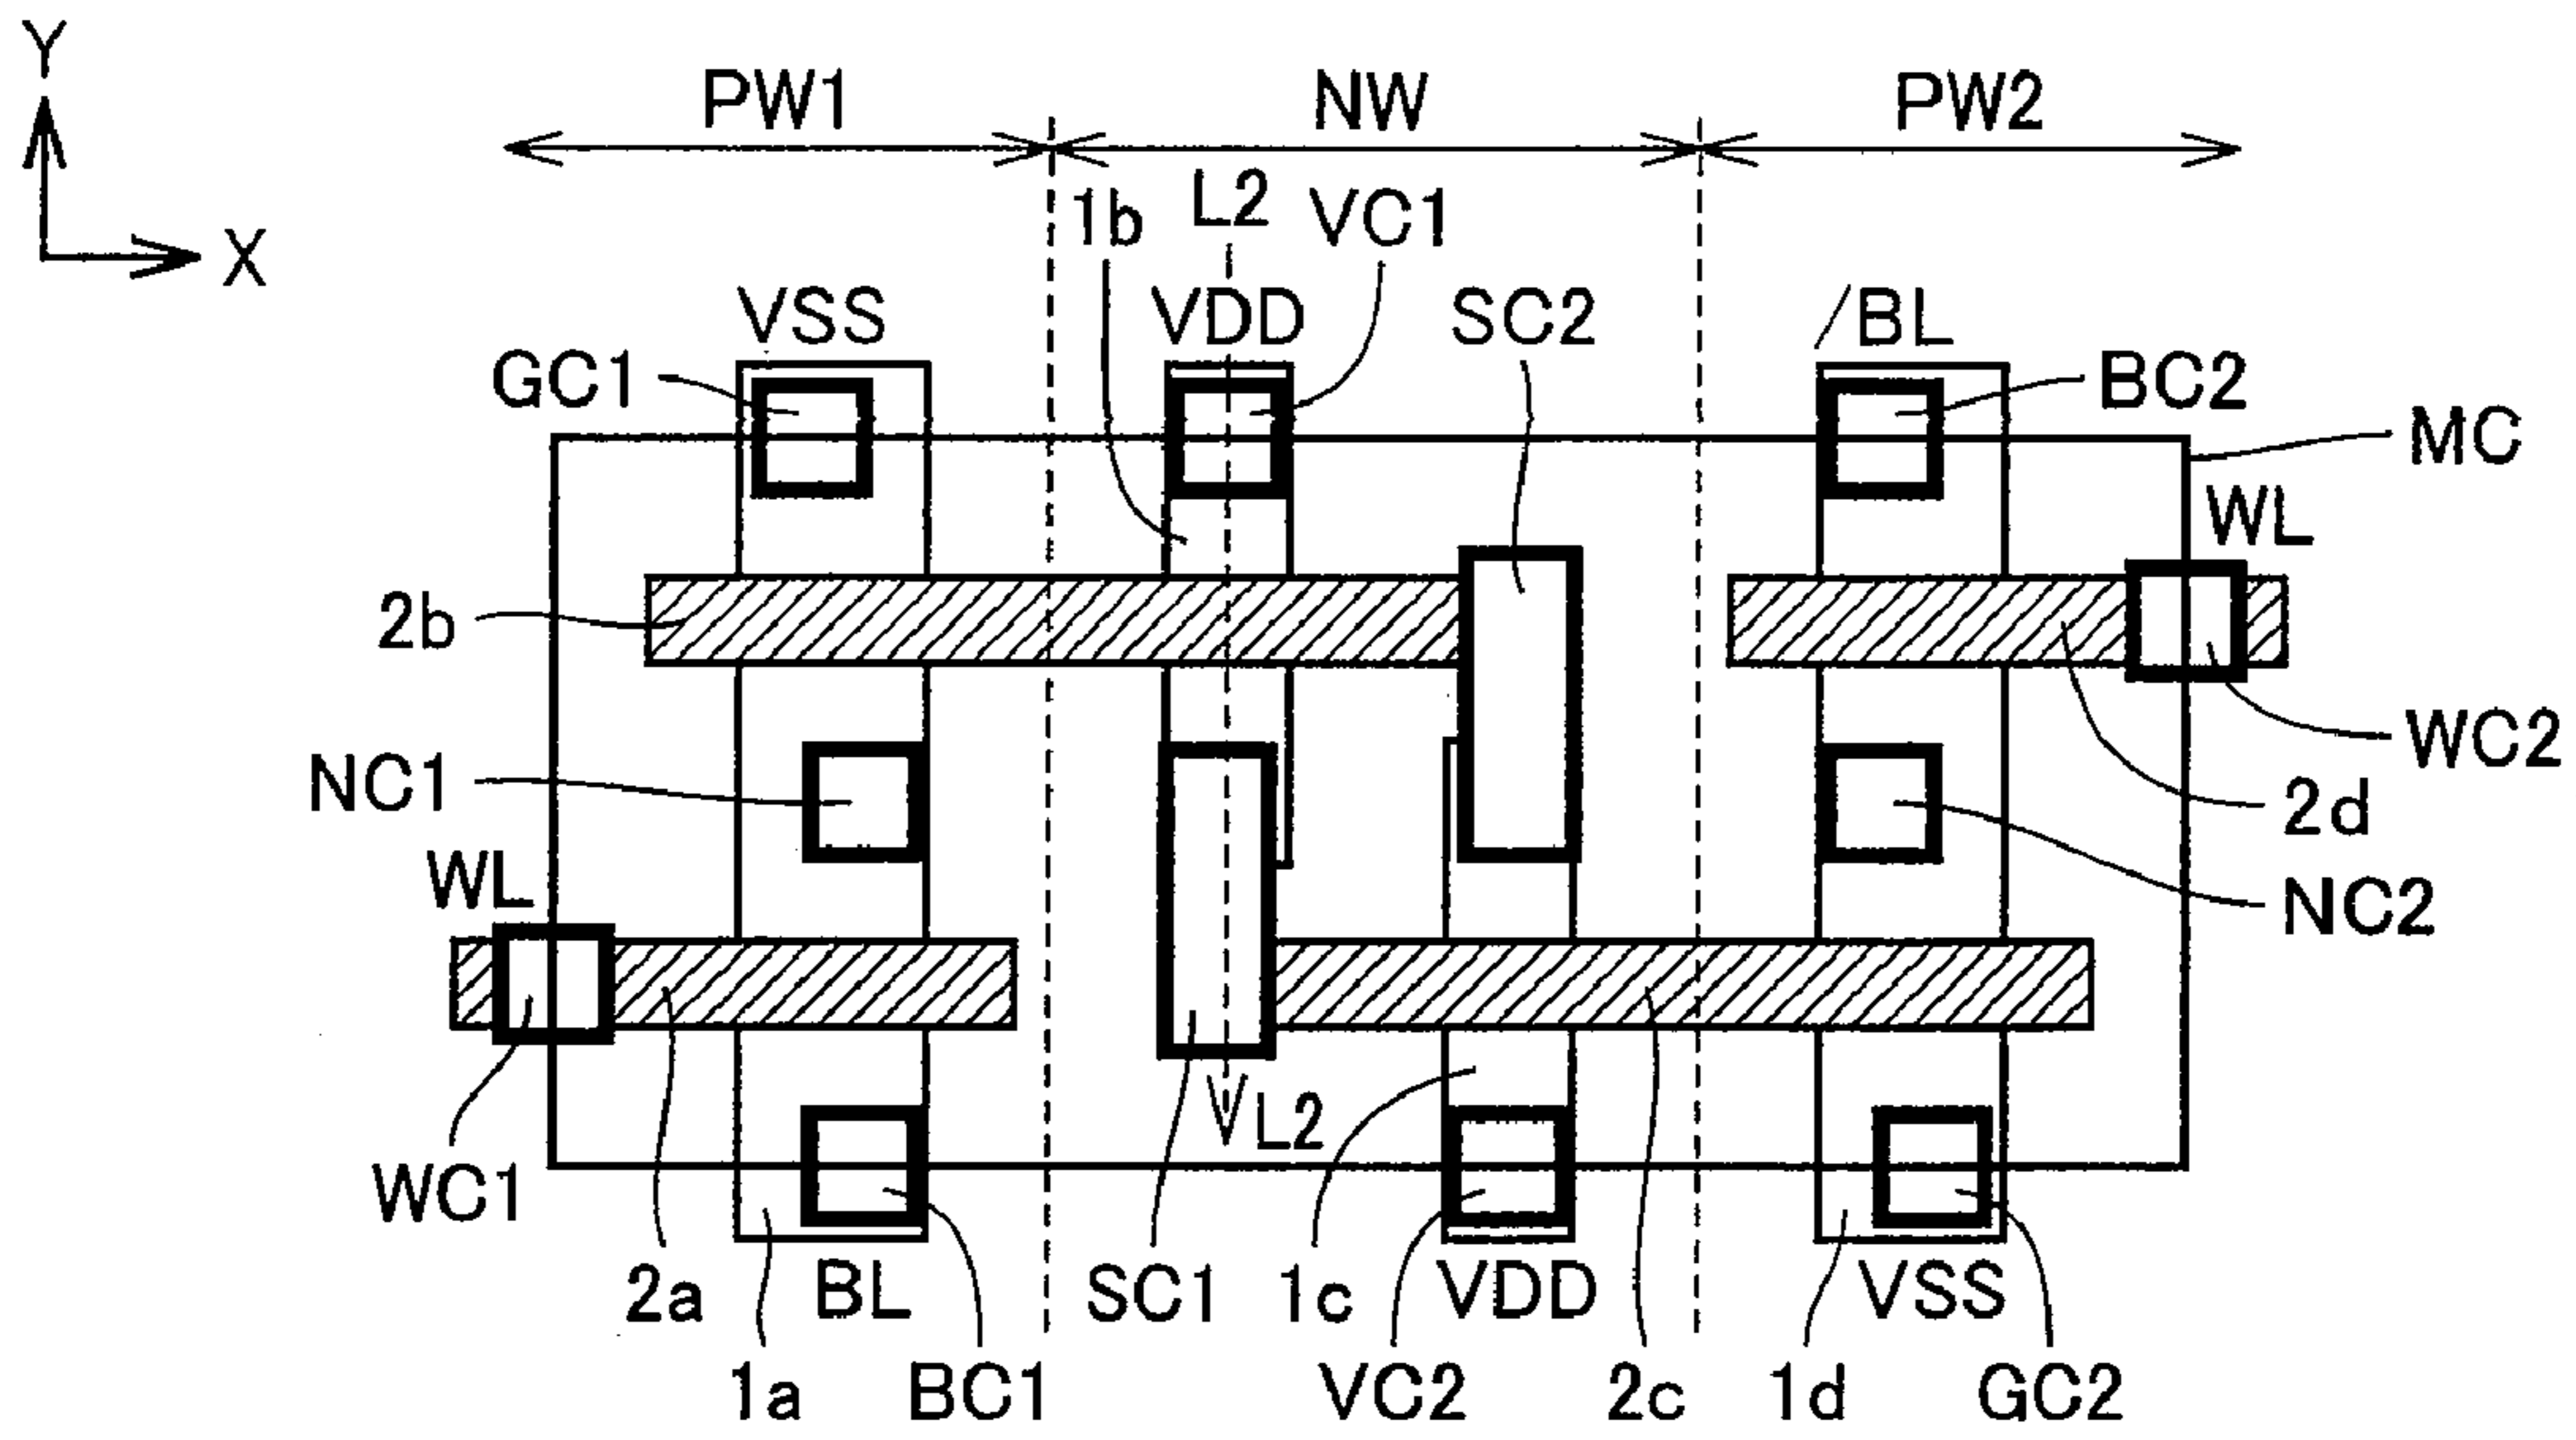 Y
X
PW1 NW PW2
1b L2 VC1
VSS VDD SC2 /BL
GC1 BC2
MC
WL
2b
WC2
NC1
2d
WL
NC2
WC1
L2
2a BL SC1 1c VDD VSS
1a BC1 VC2 2c 1d GC2